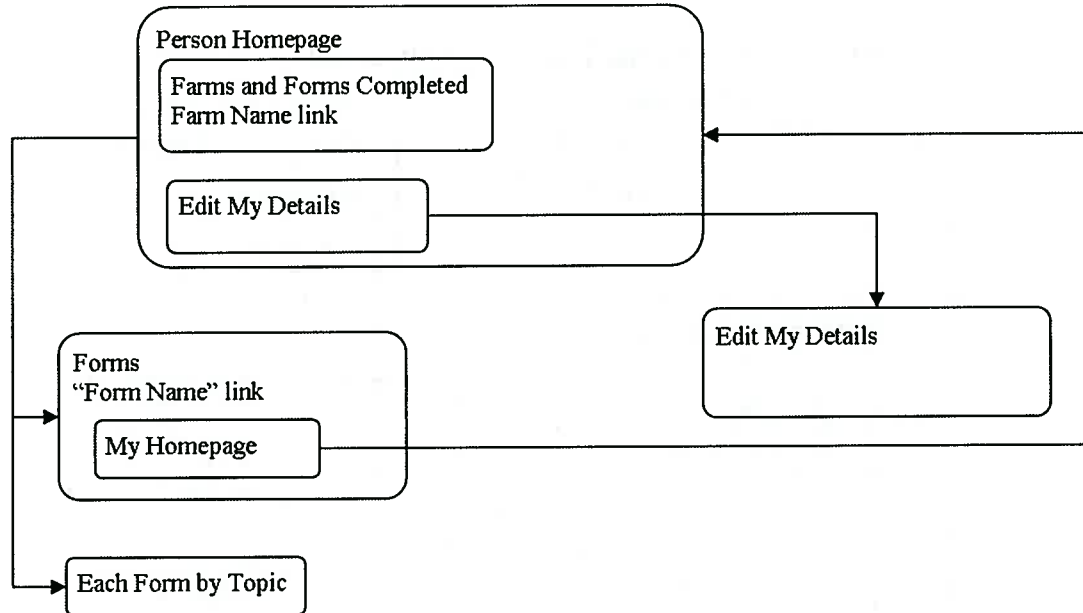 Person Homepage
Farms and Forms Completed
Farm Name link
Edit My Details
Edit My Details
Forms
“Form Name” link
My Homepage
Each Form by Topic